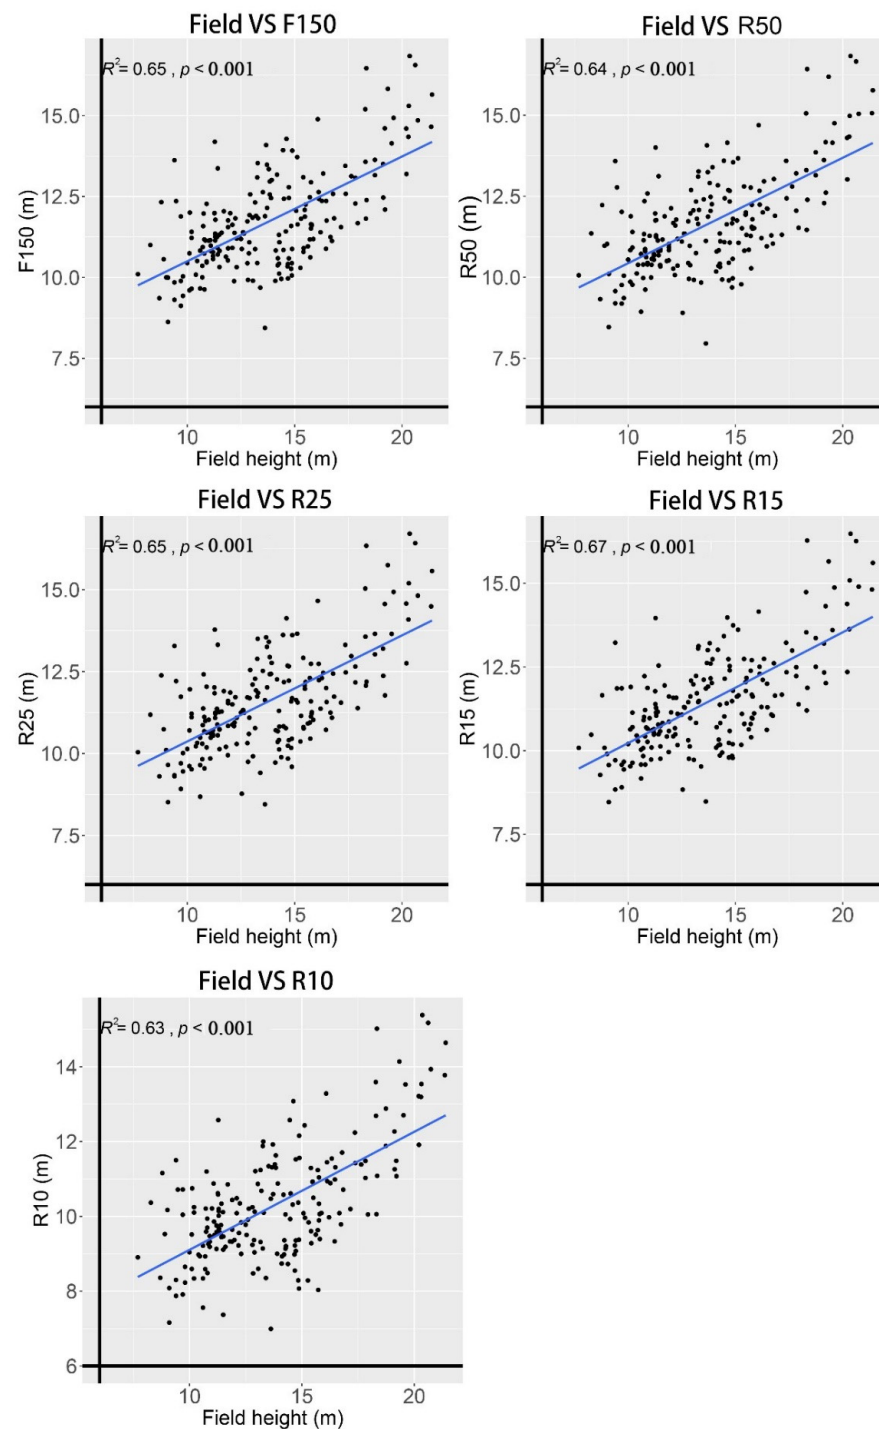 Field VS F150
R²= 0.65 , p < 0.001
15.0
12.5
10.0
7.5
F150 (m)
10 15 20
Field height (m)
Field VS R50
R²= 0.64 , p < 0.001
15.0
12.5
10.0
7.5
R50 (m)
10 15 20
Field height (m)
Field VS R25
R²= 0.65 , p < 0.001
15.0
12.5
10.0
7.5
R25 (m)
10 15 20
Field height (m)
Field VS R15
R²= 0.67 , p < 0.001
15.0
12.5
10.0
7.5
R15 (m)
10 15 20
Field height (m)
Field VS R10
R²= 0.63 , p < 0.001
14
12
10
8
6
R10 (m)
10 15 20
Field height (m)